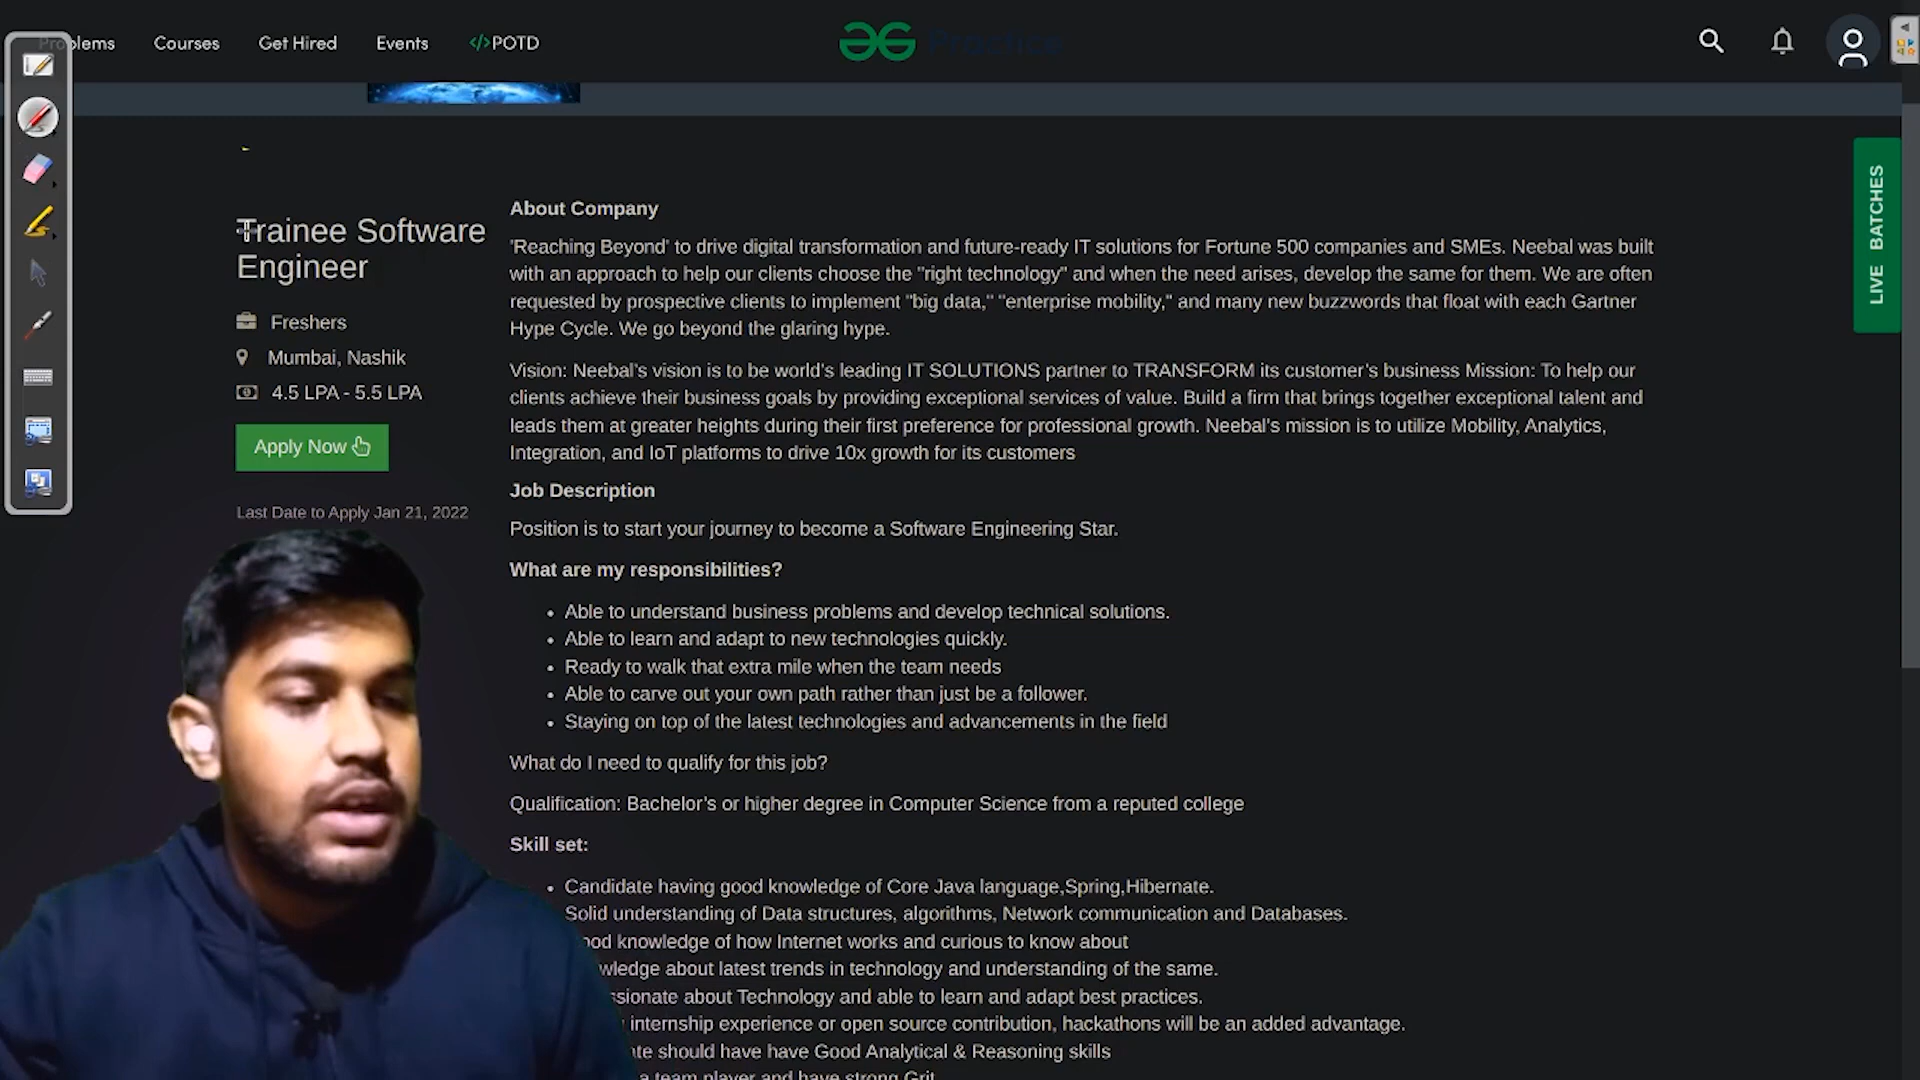 Problems
Courses
Get Hired
Events
</>POTD
Practice
LIVE BATCHES
Trainee Software
Engineer
Freshers
Mumbai, Nashik
4.5 LPA - 5.5 LPA
Apply Now
Last Date to Apply Jan 21, 2022
About Company
'Reaching Beyond' to drive digital transformation and future-ready IT solutions for Fortune 500 companies and SMEs. Neebal was built
with an approach to help our clients choose the "right technology" and when the need arises, develop the same for them. We are often
requested by prospective clients to implement "big data," "enterprise mobility," and many new buzzwords that float with each Gartner
Hype Cycle. We go beyond the glaring hype.
Vision: Neebal's vision is to be world's leading IT SOLUTIONS partner to TRANSFORM its customer's business Mission: To help our
clients achieve their business goals by providing exceptional services of value. Build a firm that brings together exceptional talent and
leads them at greater heights during their first preference for professional growth. Neebal's mission is to utilize Mobility, Analytics,
Integration, and IoT platforms to drive 10x growth for its customers
Job Description
Position is to start your journey to become a Software Engineering Star.
What are my responsibilities?
Able to understand business problems and develop technical solutions.
Able to learn and adapt to new technologies quickly.
Ready to walk that extra mile when the team needs
Able to carve out your own path rather than just be a follower.
Staying on top of the latest technologies and advancements in the field
What do I need to qualify for this job?
Qualification: Bachelor's or higher degree in Computer Science from a reputed college
Skill set:
Candidate having good knowledge of Core Java language,Spring,Hibernate.
Solid understanding of Data structures, algorithms, Network communication and Databases.
knowledge of how Internet works and curious to know about
about latest trends in technology and understanding of the same.
about Technology and able to learn and adapt best practices.
internship experience or open source contribution, hackathons will be an added advantage.
should have have Good Analytical & Reasoning skills
a team player and have strong Grit